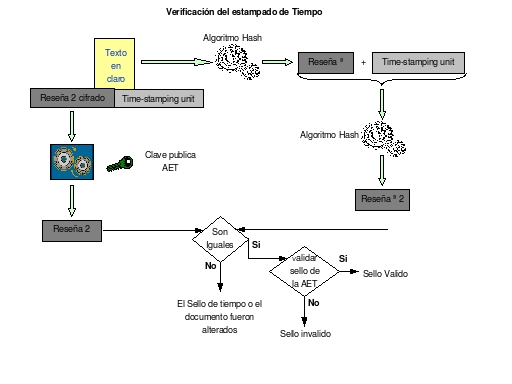 Verificación del estampado de Tiempo
Algoritmo Hash
Texto
en
claro
Reseña ª
+
Time-stamping unit
Reseña 2 cifrado
Time-stamping unit
Algoritmo Hash
Clave publica
AET
Reseña ª 2
Reseña 2
Son
Iguales
Sí
No
validar
sello de
la AET
Sí
Sello Valido
No
El Sello de tiempo o el
documento fueron
alterados
Sello invalido